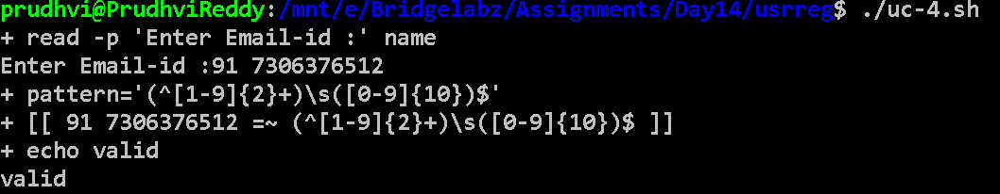 prudhvi@PrudhviReddy:/mnt/e/Bridgelabz/Assignments/Day14/usrreg$ ./uc-4.sh
+ read -p 'Enter Email-id :' name
Enter Email-id :91 7306376512
+ pattern='(^[1-9]{2}+)\s([0-9]{10})$'
+ [[ 91 7306376512 =~ (^[1-9]{2}+)\s([0-9]{10})$ ]]
+ echo valid
valid